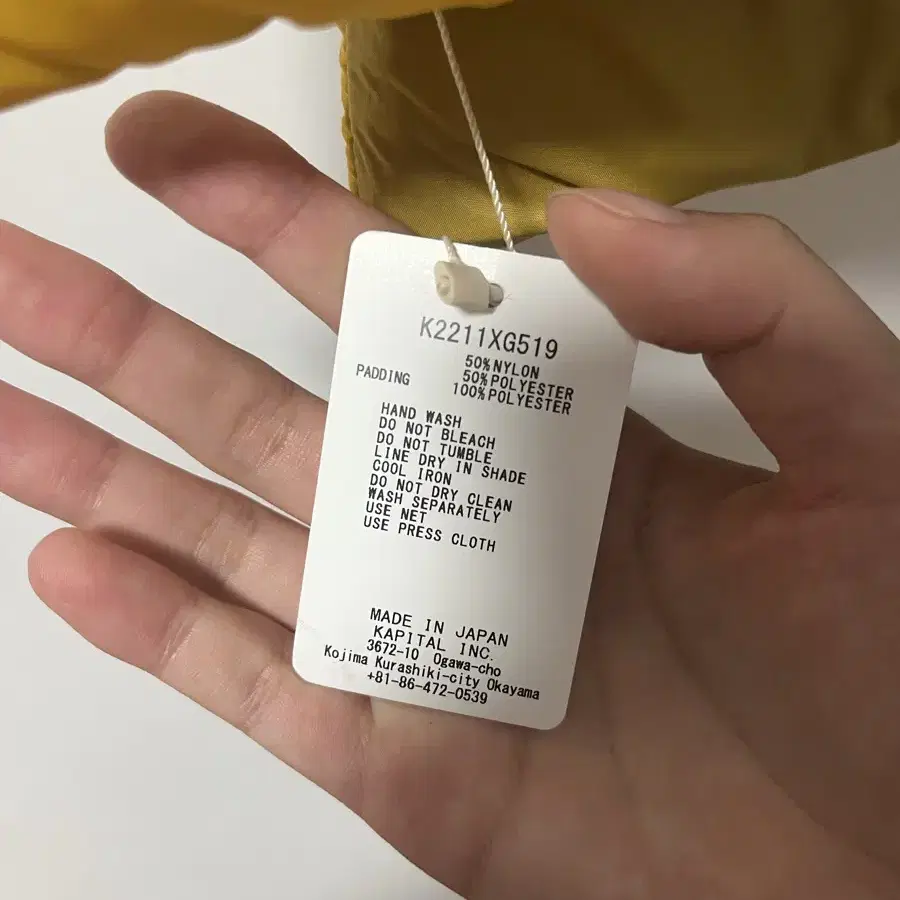 K2211XG519
50%NYLON
PADDING 50%POLYESTER
100%POLYESTER
HAND WASH
DO NOT BLEACH
DO NOT TUMBLE
LINE DRY IN SHADE
COOL IRON
DO NOT DRY CLEAN
WASH SEPARATELY
USE NET
USE PRESS CLOTH
MADE IN JAPAN
KAPITAL INC.
3672-10 Ogawa-cho
Kojima Kurashiki-city Okayama
+81-86-472-0539